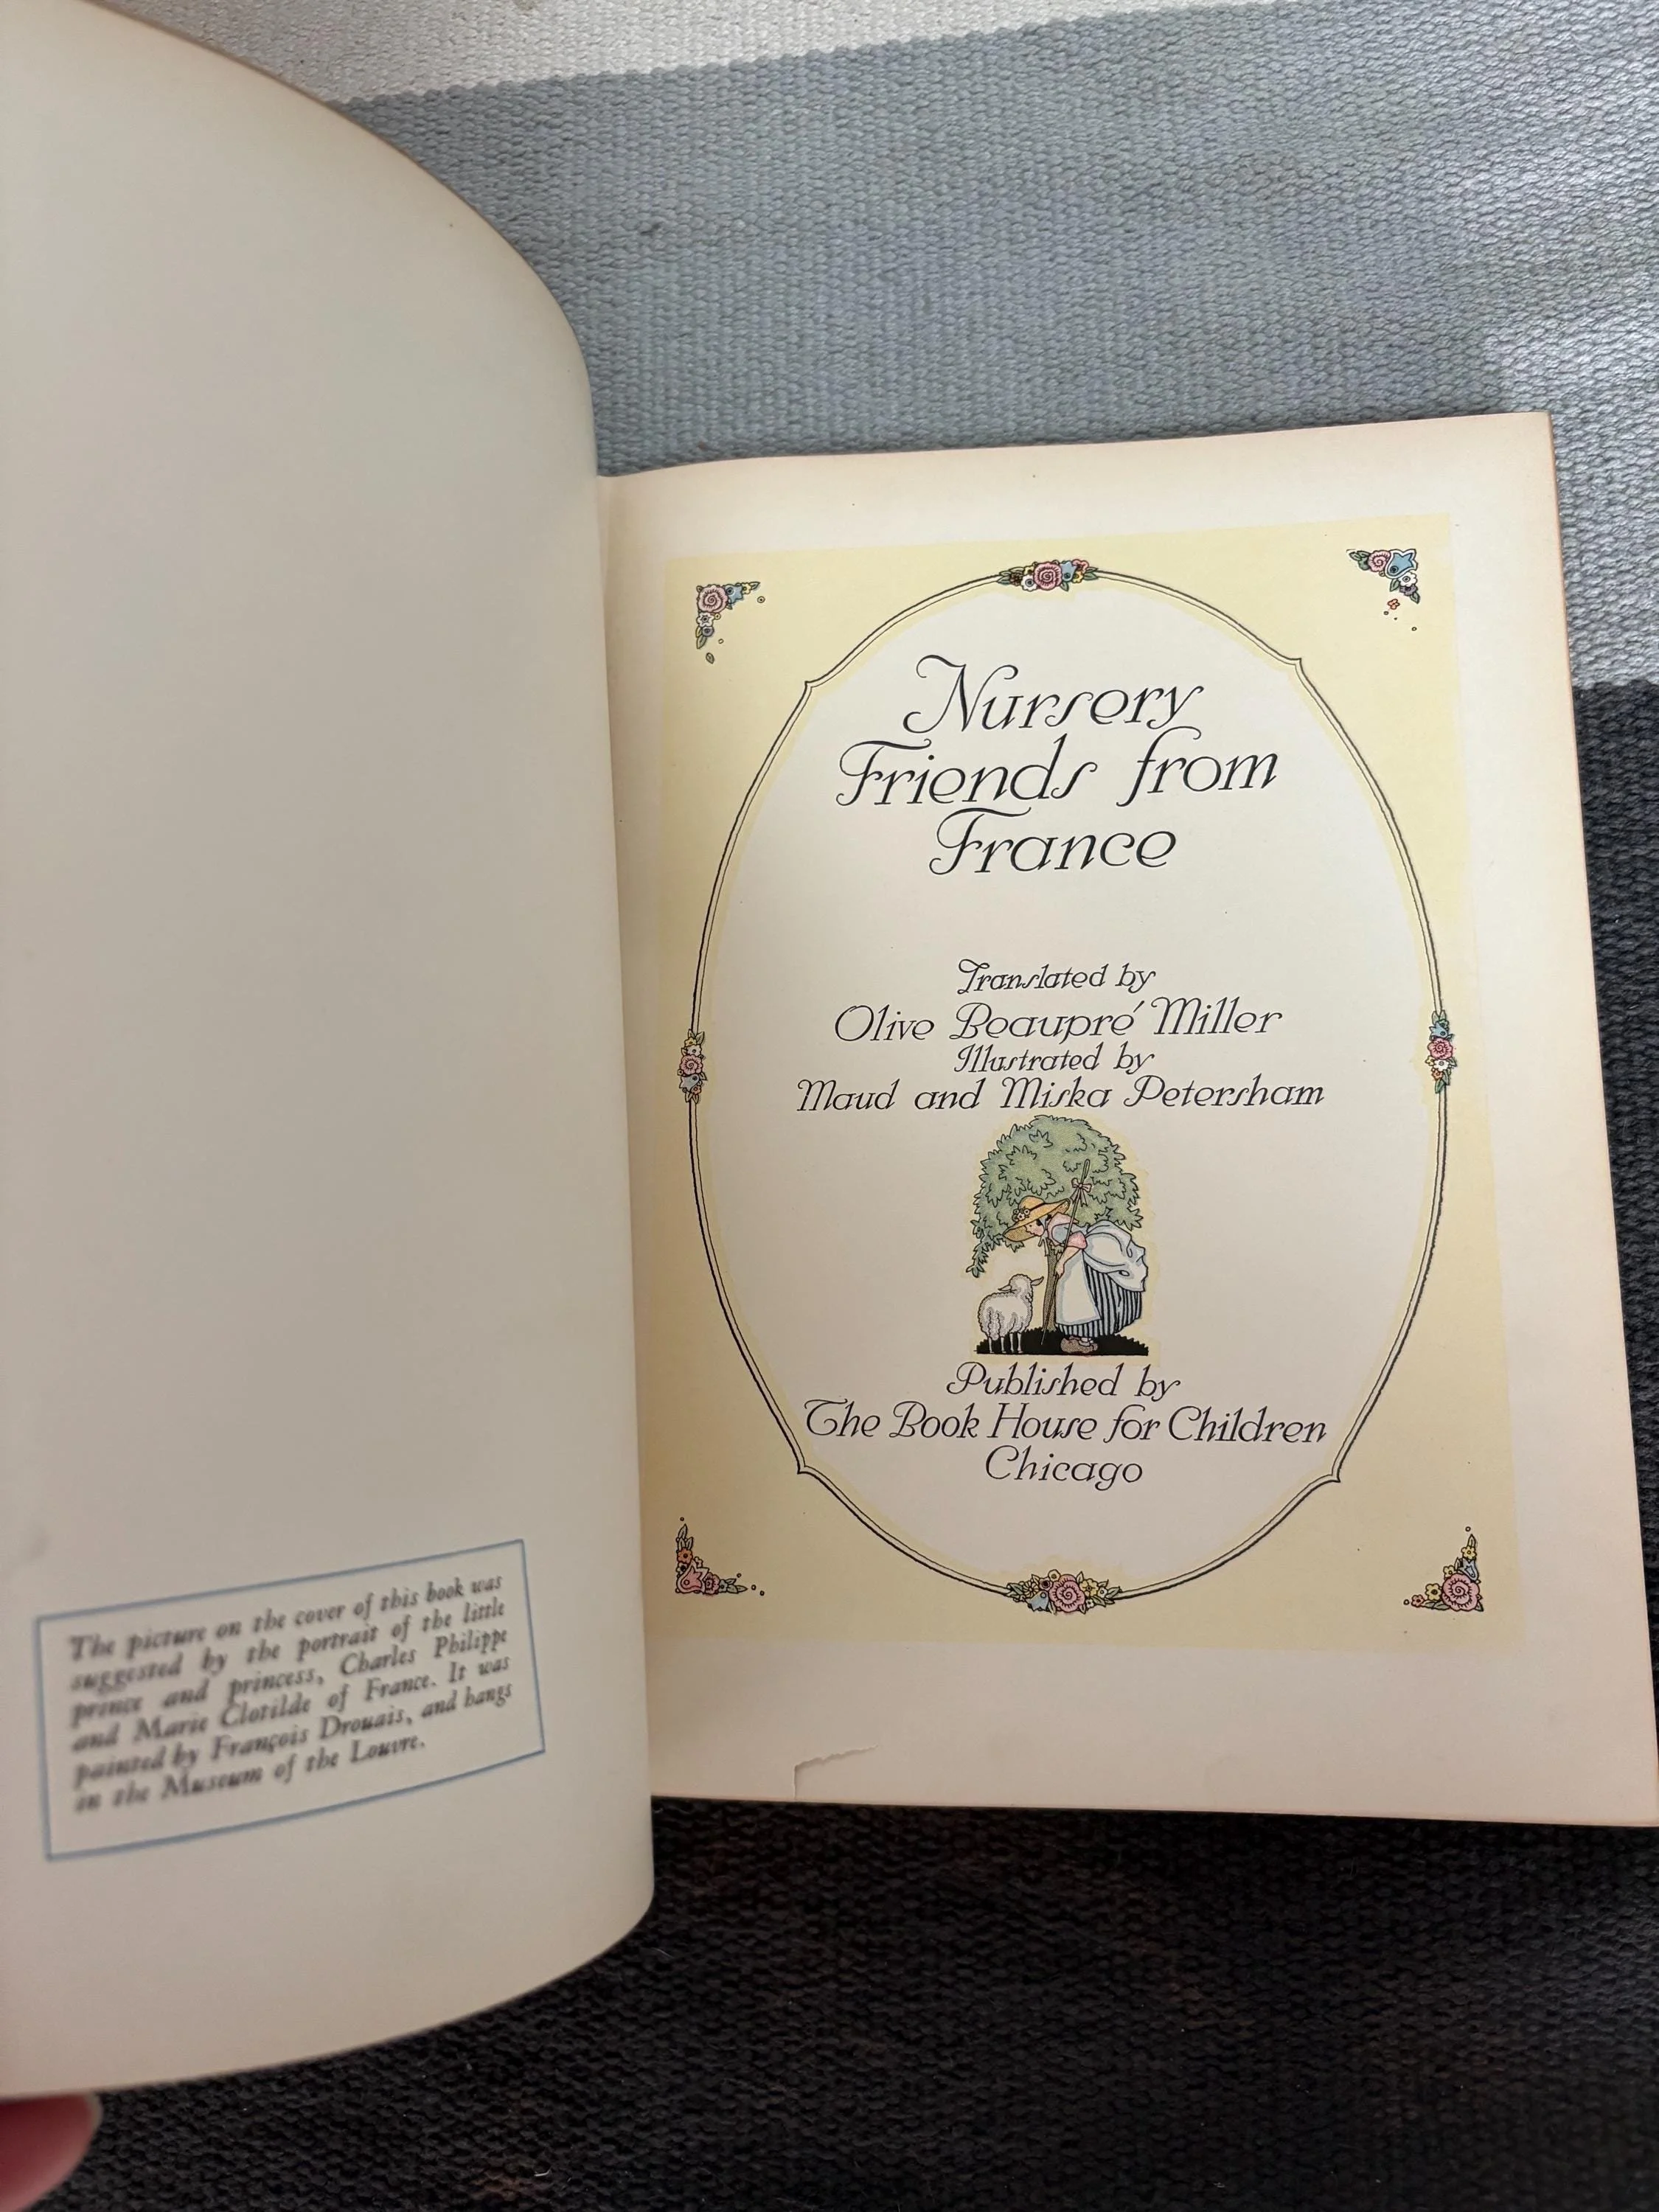 The picture on the cover of this book was
suggested by the portrait of the little
prince and princess, Charles Philippe
and Marie Clotilde of France. It was
painted by François Drouais, and hangs
in the Museum of the Louvre.
Nursery
Friends from
France
Translated by
Olive Beaupré Miller
Illustrated by
Maud and Miska Petersham
Published by
The Book House for Children
Chicago